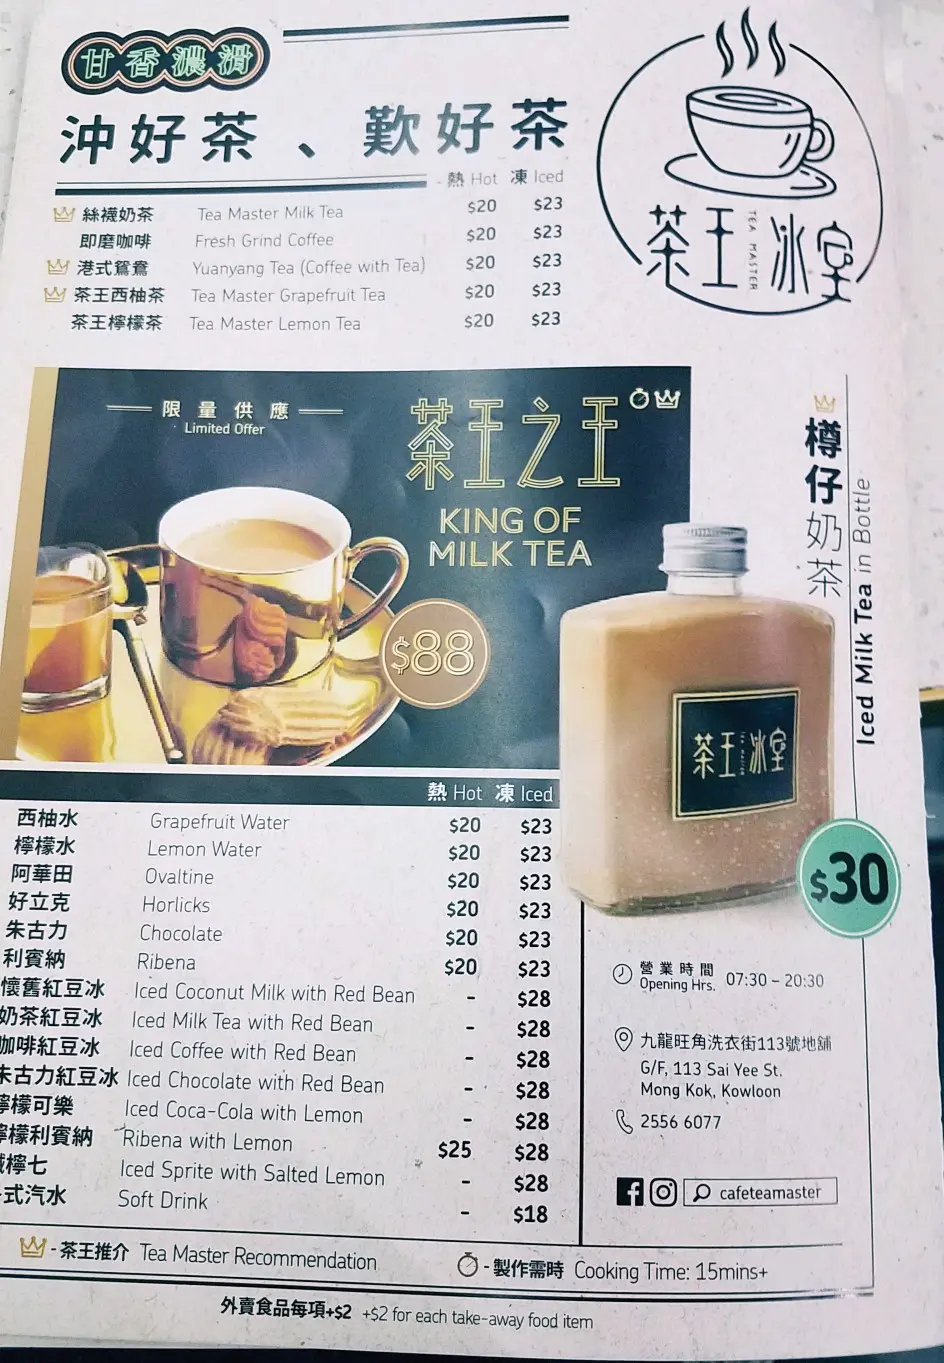 甘香濃滑
沖好茶、歎好茶
- 熱 Hot 凍 Iced
絲襪奶茶 Tea Master Milk Tea $20 $23
即磨咖啡 Fresh Grind Coffee $20 $23
港式鴛鴦 Yuanyang Tea (Coffee with Tea) $20 $23
茶王西柚茶 Tea Master Grapefruit Tea $20 $23
茶王檸檬茶 Tea Master Lemon Tea $20 $23
茶王 TEA MASTER 冰室
限量供應
Limited Offer
茶王之王
KING OF
MILK TEA
$88
樽仔奶茶
Iced Milk Tea in Bottle
茶王冰室
$30
熱 Hot 凍 Iced
西柚水 Grapefruit Water $20 $23
檸檬水 Lemon Water $20 $23
阿華田 Ovaltine $20 $23
好立克 Horlicks $20 $23
朱古力 Chocolate $20 $23
利賓納 Ribena $20 $23
懷舊紅豆冰 Iced Coconut Milk with Red Bean - $28
奶茶紅豆冰 Iced Milk Tea with Red Bean - $28
咖啡紅豆冰 Iced Coffee with Red Bean - $28
朱古力紅豆冰 Iced Chocolate with Red Bean - $28
檸檬可樂 Iced Coca-Cola with Lemon - $28
檸檬利賓納 Ribena with Lemon $25 $28
檸七 Iced Sprite with Salted Lemon - $28
式汽水 Soft Drink - $18
營業時間 07:30 – 20:30
Opening Hrs.
九龍旺角洗衣街113號地舖
G/F, 113 Sai Yee St.
Mong Kok, Kowloon
2556 6077
cafeteamaster
- 茶王推介 Tea Master Recommendation
- 製作需時 Cooking Time: 15mins+
外賣食品每項+$2 +$2 for each take-away food item